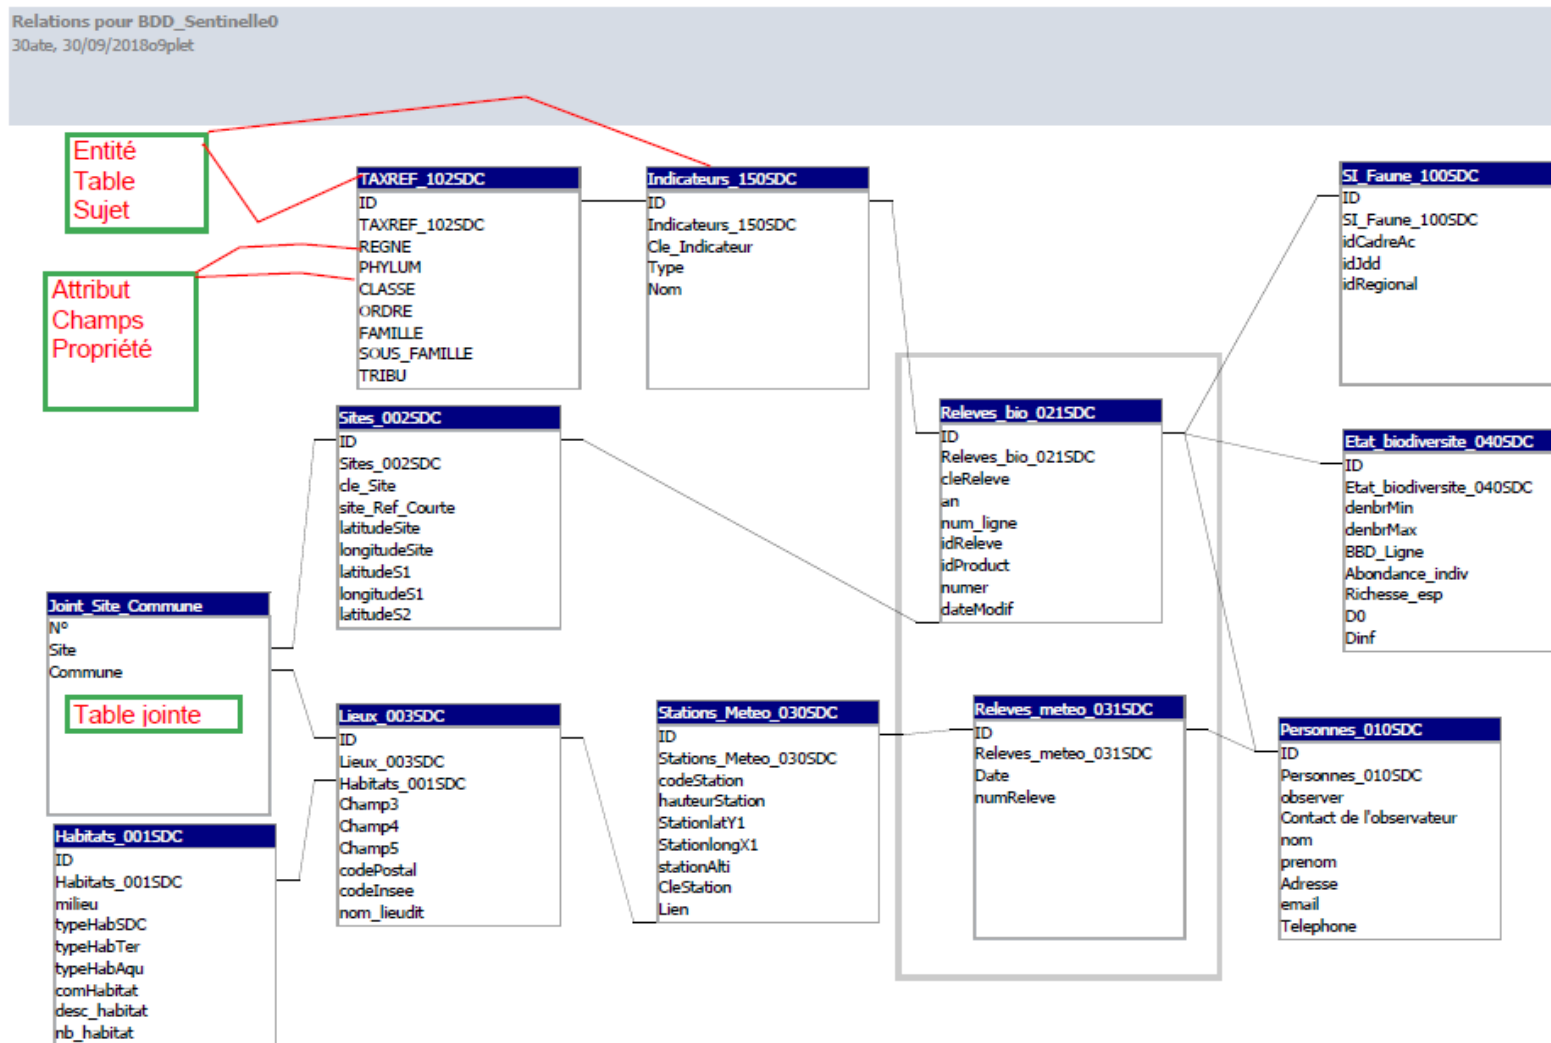 Relations pour BDD_Sentinelle0
30ate, 30/09/2018o9plet
Entité
Table
Sujet
Attribut
Champs
Propriété
TAXREF_102SDC
ID
TAXREF_102SDC
REGNE
PHYLUM
CLASSE
ORDRE
FAMILLE
SOUS_FAMILLE
TRIBU
Indicateurs_150SDC
ID
Indicateurs_150SDC
Cle_Indicateur
Type
Nom
SI_Faune_100SDC
ID
SI_Faune_100SDC
idCadreAc
idJdd
idRegional
Sites_002SDC
ID
Sites_002SDC
cle_Site
site_Ref_Courte
latitudeSite
longitudeSite
latitudeS1
longitudeS1
latitudeS2
Releves_bio_021SDC
ID
Releves_bio_021SDC
cleReleve
an
num_ligne
idReleve
idProduct
numer
dateModif
Etat_biodiversite_040SDC
ID
Etat_biodiversite_040SDC
denbrMin
denbrMax
BBD_Ligne
Abondance_indiv
Richesse_esp
D0
Dinf
Joint_Site_Commune
N°
Site
Commune
Table jointe
Lieux_003SDC
ID
Lieux_003SDC
Habitats_001SDC
Champ3
Champ4
Champ5
codePostal
codeInsee
nom_lieudit
Stations_Meteo_030SDC
ID
Stations_Meteo_030SDC
codeStation
hauteurStation
StationlatY1
StationlongX1
stationAlti
CleStation
Lien
Releves_meteo_031SDC
ID
Releves_meteo_031SDC
Date
numReleve
Personnes_010SDC
ID
Personnes_010SDC
observer
Contact de l'observateur
nom
prenom
Adresse
email
Telephone
Habitats_001SDC
ID
Habitats_001SDC
milieu
typeHabSDC
typeHabTer
typeHabAqu
comHabitat
desc_habitat
nb_habitat